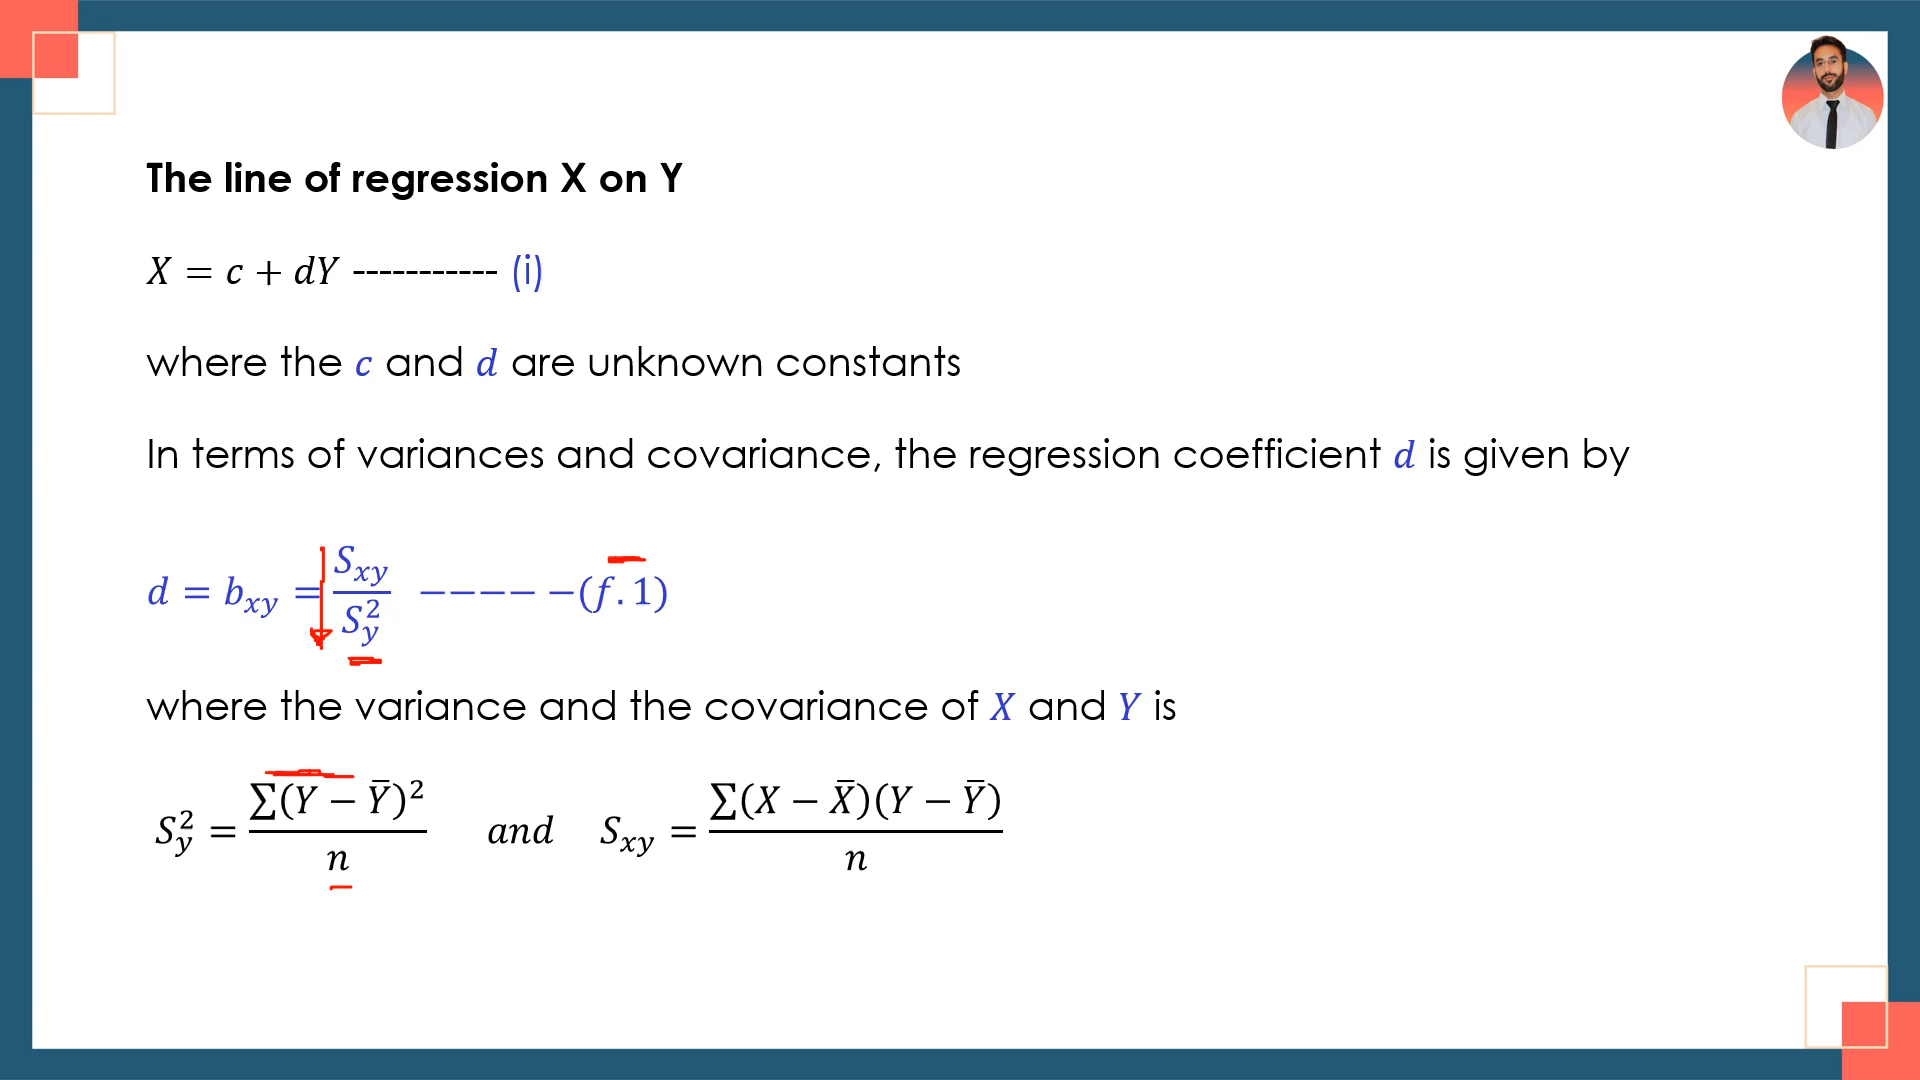 The line of regression X on Y
X = c + dY ----------- (i)
where the c and d are unknown constants
In terms of variances and covariance, the regression coefficient d is given by
d = b_xy = S_xy / S_y^2 −−−− −(f.1)
where the variance and the covariance of X and Y is
S_y^2 = ∑(Y − Ȳ)² / n and S_xy = ∑(X − X̄)(Y − Ȳ) / n